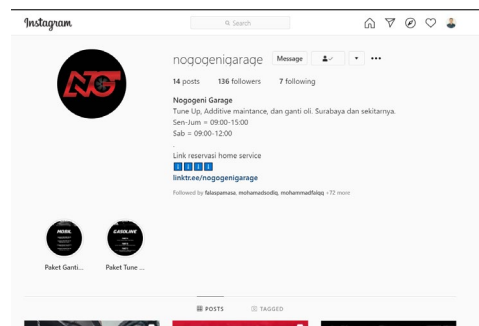 Instagram
Search
NG
nogogenigarage Message
14 posts 136 followers 7 following
Nogogeni Garage
Tune Up, Additive maintance, dan ganti oli. Surabaya dan sekitarnya.
Sen-Jum = 09:00-15:00
Sab = 09:00-12:00
.
Link reservasi home service
linktr.ee/nogogenigarage
Followed by falaspamasa, mohamadsodiq, mohammadfalqq +72 more
MOBIL
GASOLINE
Paket Ganti...
Paket Tune ...
POSTS TAGGED